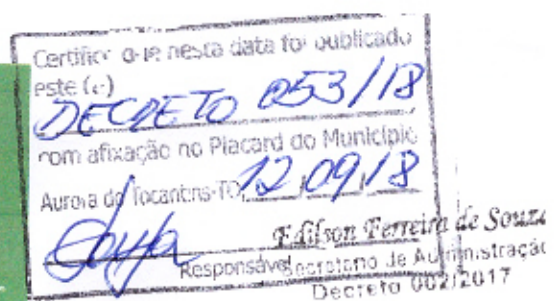 Certifico que nesta data foi publicado
este (a)
DECRETO 053/18
com afixação no Placard do Município
Aurora do Tocantins-TO, 12, 09, 18
Edilson Ferreira de Souza
Responsável Secretario de Administração
Decreto 002/2017